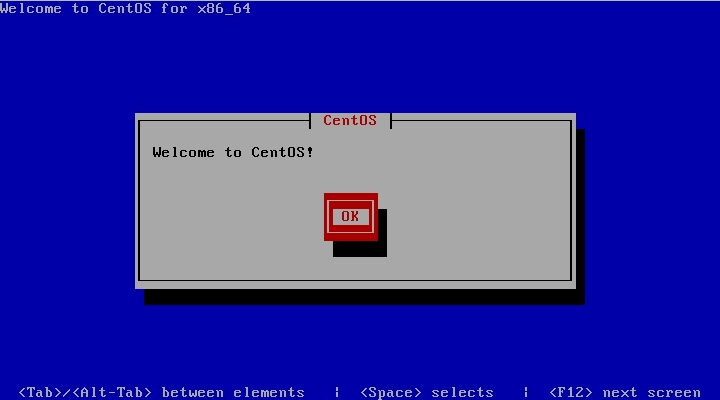 Welcome to CentOS for x86_64
CentOS
Welcome to CentOS!
OK
<Tab>/<Alt-Tab> between elements | <Space> selects | <F12> next screen